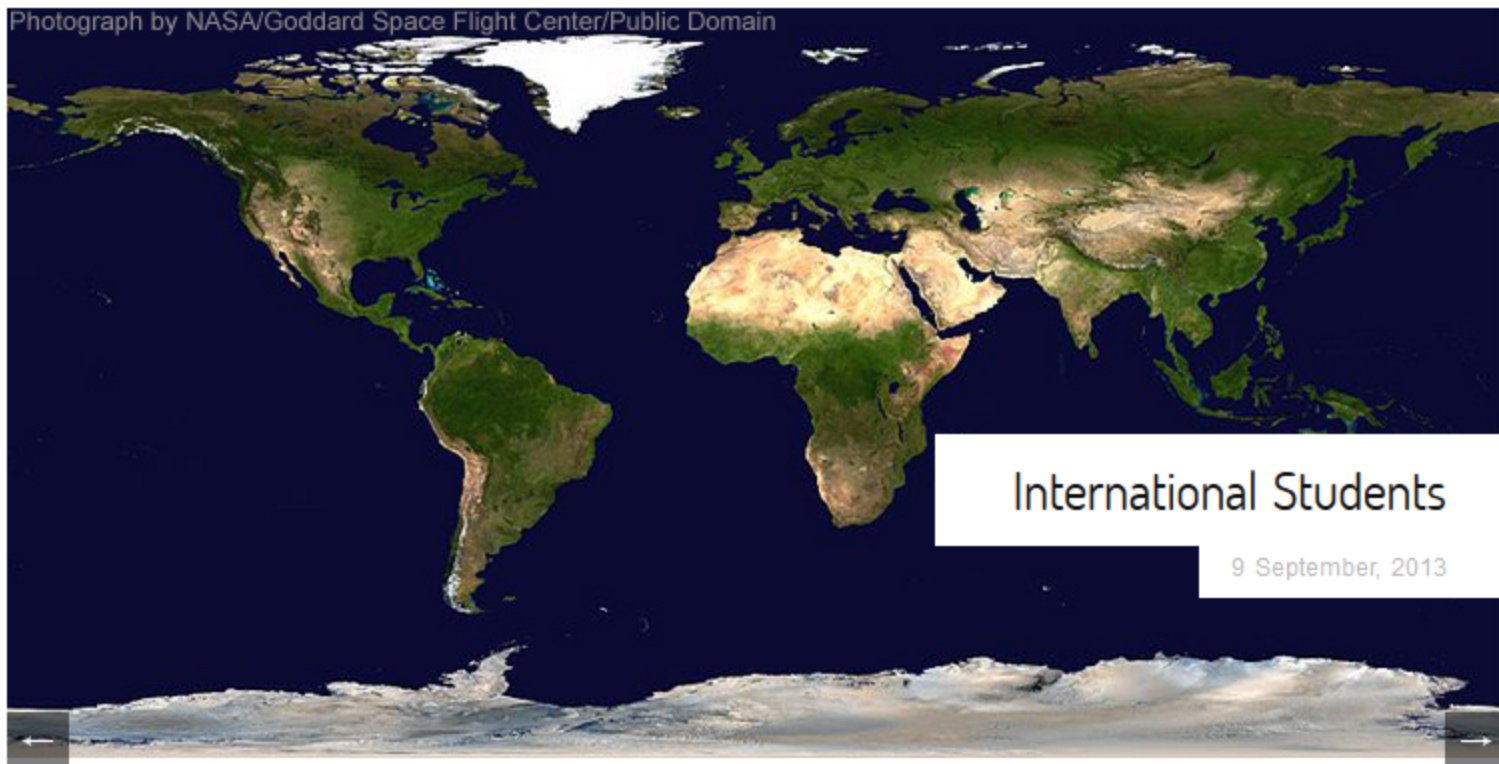 Photograph by NASA/Goddard Space Flight Center/Public Domain
International Students
9 September, 2013